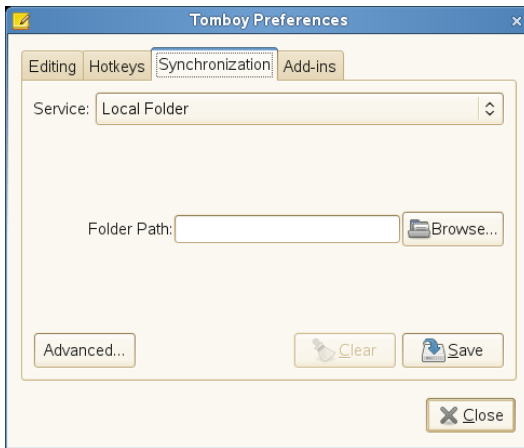 Tomboy Preferences
Editing Hotkeys Synchronization Add-ins
Service: Local Folder
Folder Path: Browse...
Advanced... Clear Save
Close